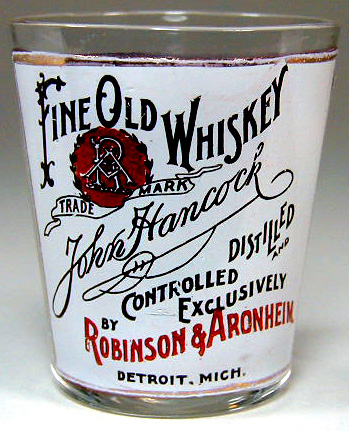 Fine Old Whiskey
TRADE MARK
John Hancock
DISTILLED
AND
CONTROLLED
EXCLUSIVELY
BY
ROBINSON & ARONHEIM,
DETROIT, MICH.